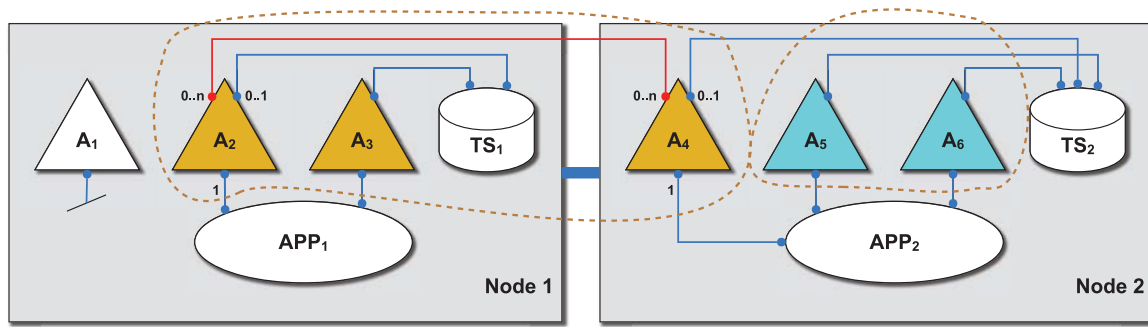 0..n 0..1 0..n 0..1
A1 A2 A3 TS1 A4 A5 A6 TS2
1 1
APP1 APP2
Node 1 Node 2